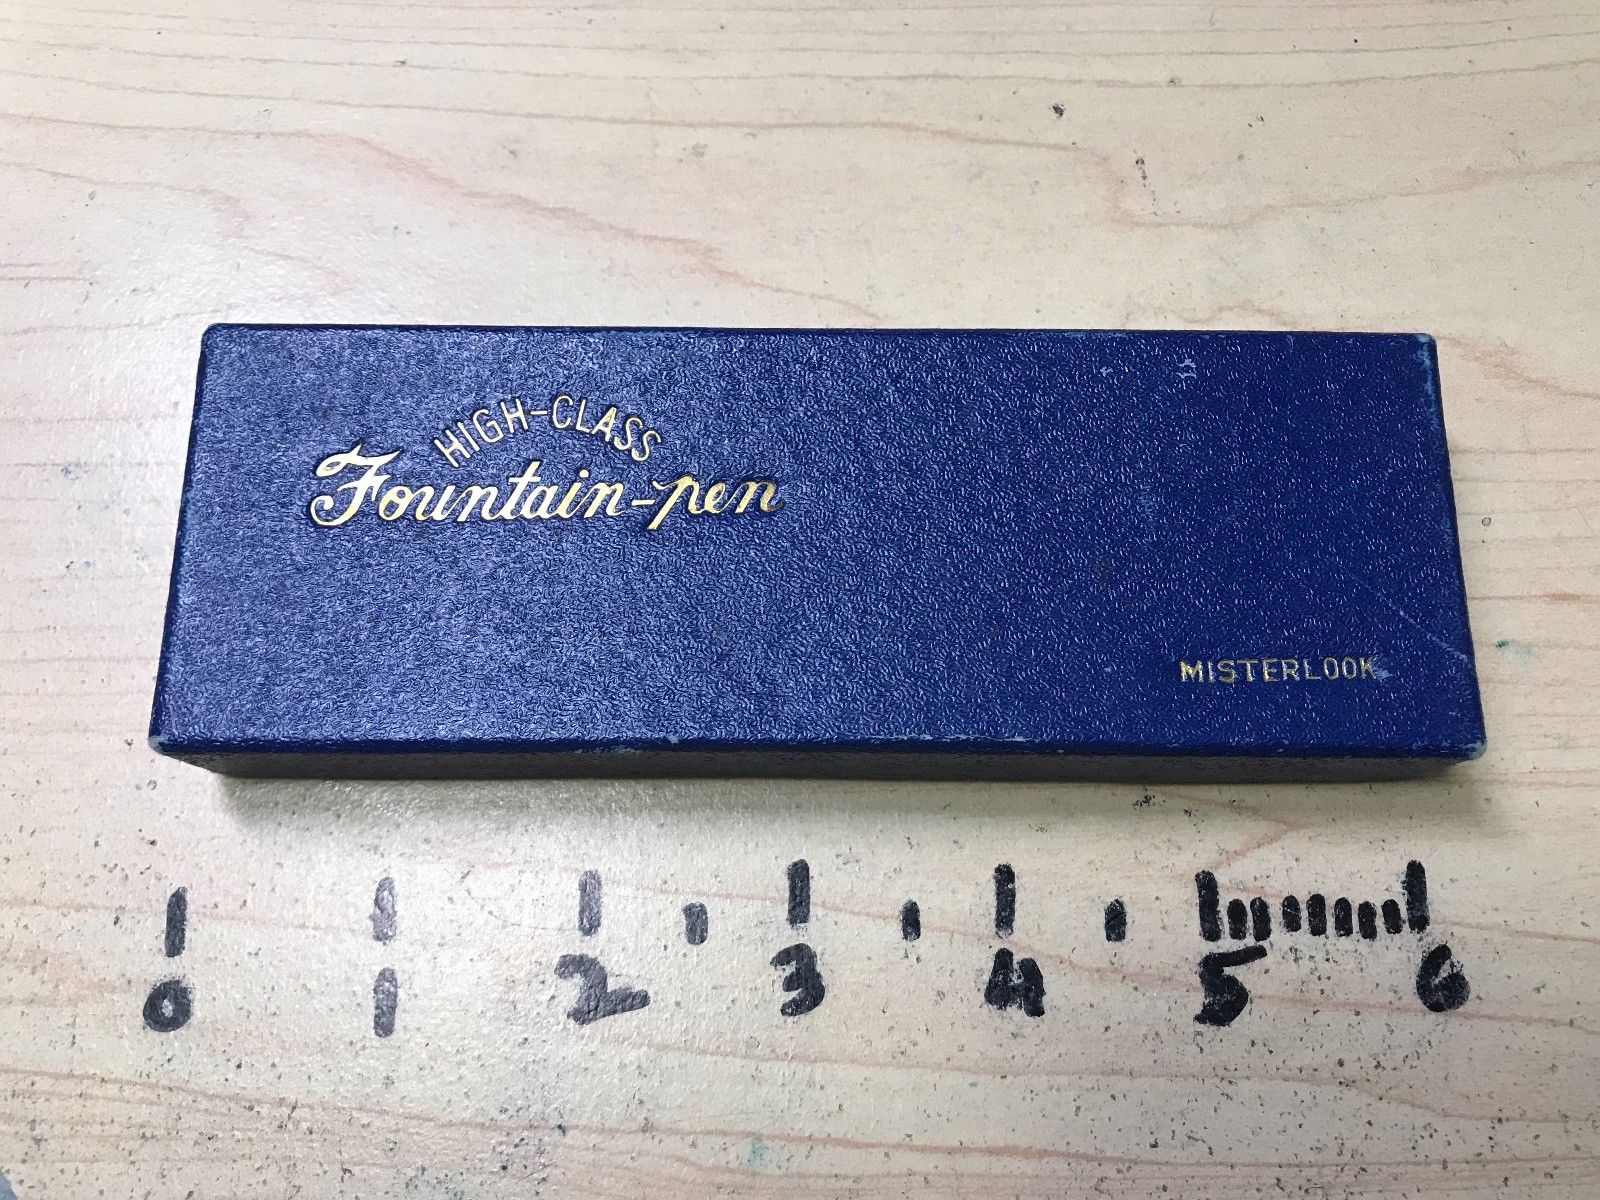 HIGH-CLASS
Fountain-pen
MISTERLOOK
0 1 2 3 4 5 6